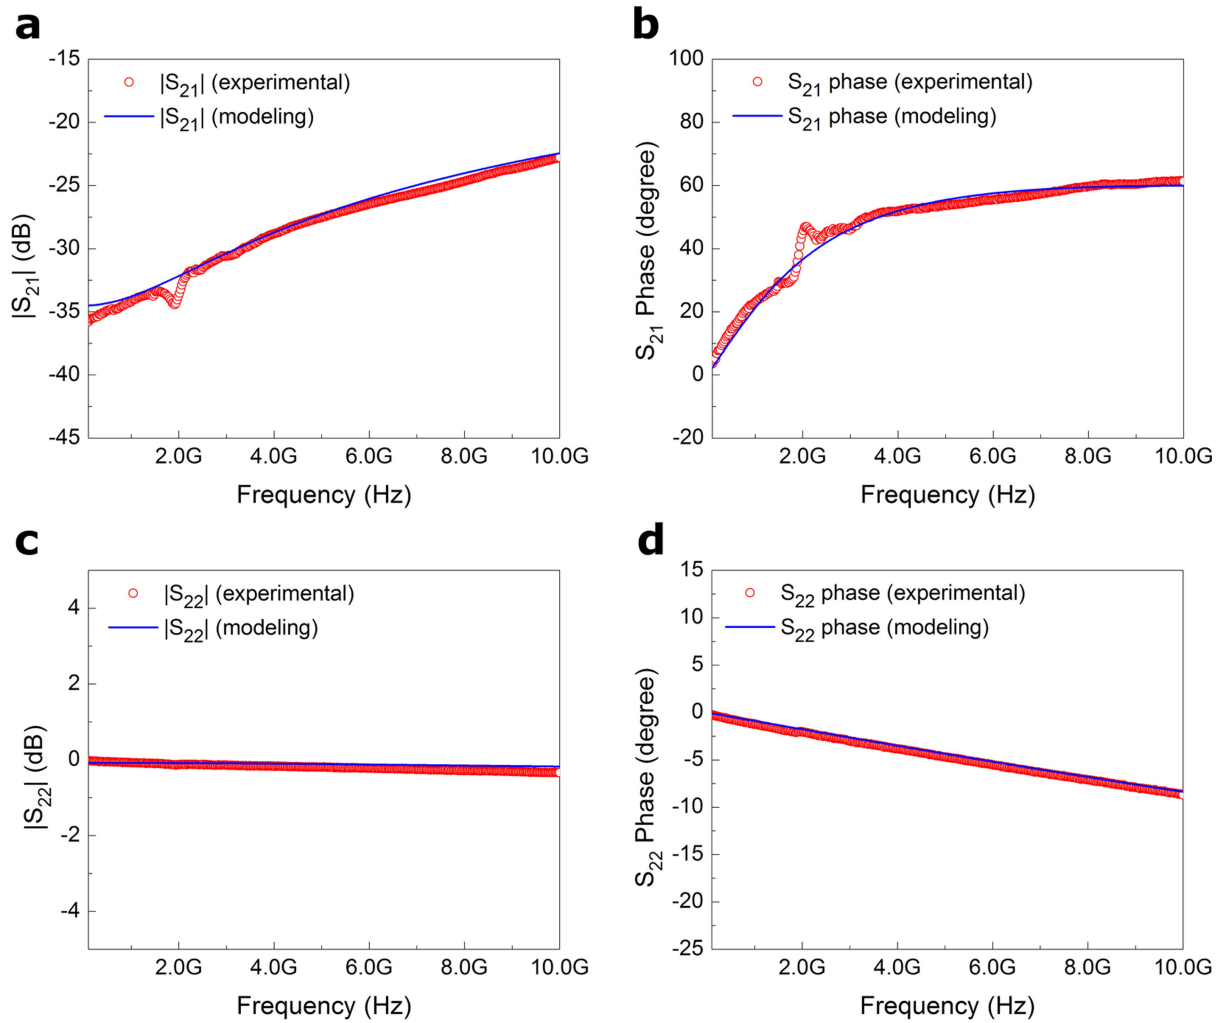 a
-15
-20
-25
-30
-35
-40
-45
|S21| (dB)
|S21| (experimental)
|S21| (modeling)
2.0G 4.0G 6.0G 8.0G 10.0G
Frequency (Hz)
b
100
80
60
40
20
0
-20
S21 Phase (degree)
S21 phase (experimental)
S21 phase (modeling)
2.0G 4.0G 6.0G 8.0G 10.0G
Frequency (Hz)
c
4
2
0
-2
-4
|S22| (dB)
|S22| (experimental)
|S22| (modeling)
2.0G 4.0G 6.0G 8.0G 10.0G
Frequency (Hz)
d
15
10
5
0
-5
-10
-15
-20
-25
S22 Phase (degree)
S22 phase (experimental)
S22 phase (modeling)
2.0G 4.0G 6.0G 8.0G 10.0G
Frequency (Hz)